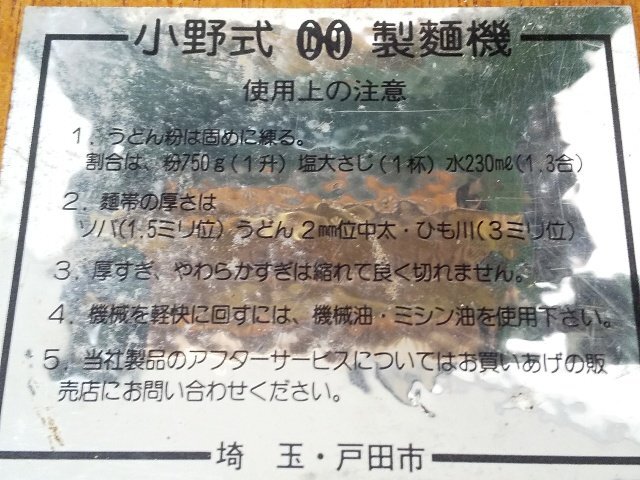 小野式 製麺機
使用上の注意
1．うどん粉は固めに練る。
割合は、粉750g(1升) 塩大さじ(1杯) 水230㎖(1.3合)
2．麺帯の厚さは
ソバ(1.5ミリ位) うどん2㎜位中太・ひも川(3ミリ位)
3．厚すぎ、やわらかすぎは縮れて良く切れません。
4．機械を軽快に回すには、機械油・ミシン油を使用下さい。
5．当社製品のアフターサービスについてはお買いあげの販
売店にお問い合わせください。
埼 玉・戸田市